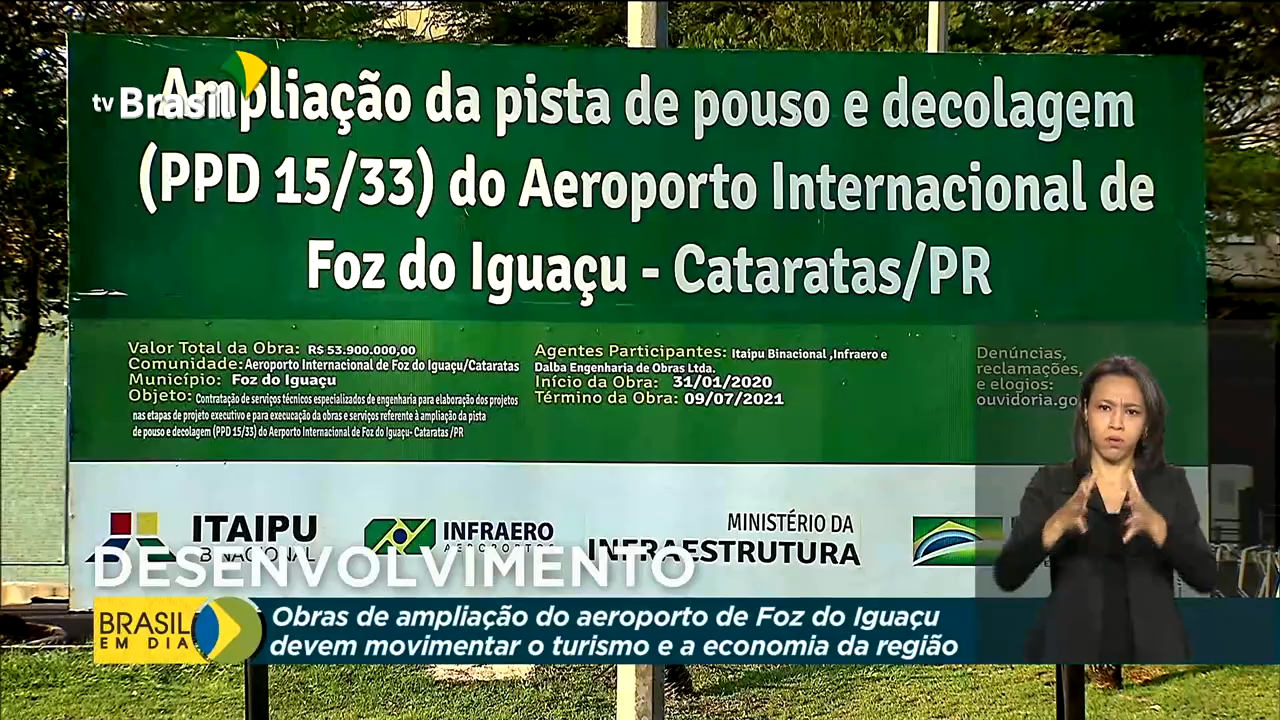 tv Brasil
Ampliação da pista de pouso e decolagem
(PPD 15/33) do Aeroporto Internacional de
Foz do Iguaçu - Cataratas/PR
Valor Total da Obra: R$ 53.900.000,00
Comunidade: Aeroporto Internacional de Foz do Iguaçu/Cataratas
Município: Foz do Iguaçu
Objeto: Contratação de serviços técnicos especializados de engenharia para elaboração dos projetos
nas etapas de projeto executivo e para execucação da obras e serviços referente à ampliação da pista
de pouso e decolagem (PPD 15/33) do Aerporto Internacional de Foz do Iguaçu- Cataratas /PR
Agentes Participantes: Itaipu Binacional ,Infraero e
Dalba Engenharia de Obras Ltda.
Início da Obra: 31/01/2020
Término da Obra: 09/07/2021
Denúncias,
reclamações,
e elogios:
ouvidoria.go
ITAIPU
BINACIONAL
INFRAERO
AEROPORTOS
MINISTÉRIO DA
INFRAESTRUTURA
DESENVOLVIMENTO
BRASIL
EM DIA
Obras de ampliação do aeroporto de Foz do Iguaçu
devem movimentar o turismo e a economia da região